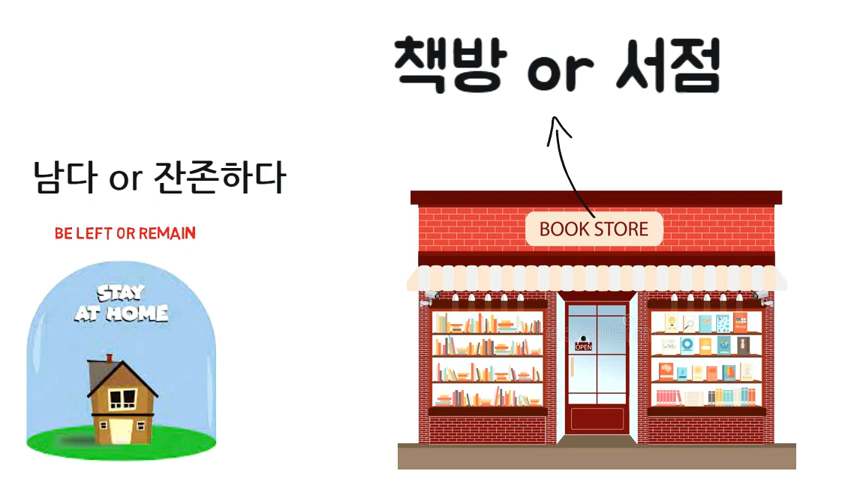 책방 or 서점
남다 or 잔존하다
BE LEFT OR REMAIN
STAY
AT HOME
BOOK STORE
OPEN